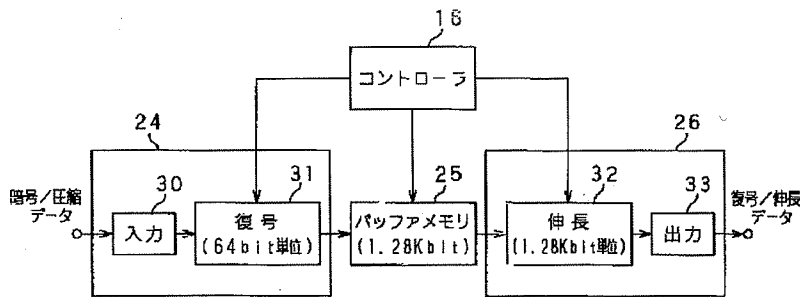 16
コントローラ
24
26
暗号/圧縮
データ
30
入力
31
復号
(64bit単位)
25
バッファメモリ
(1.28Kbit)
32
伸長
(1.28Kbit単位)
33
出力
復号/伸長
データ